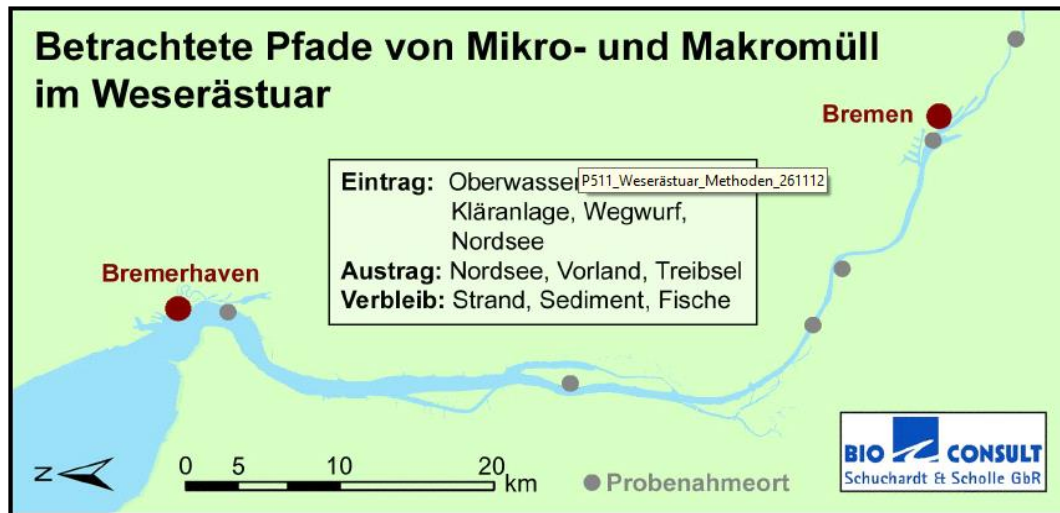 Betrachtete Pfade von Mikro- und Makromüll
im Weserästuar
Bremen
Eintrag: Oberwasser
P511_Weserästuar_Methoden_261112
Kläranlage, Wegwurf,
Nordsee
Austrag: Nordsee, Vorland, Treibsel
Verbleib: Strand, Sediment, Fische
Bremerhaven
N
0 5 10 20
km
Probenahmeort
BIO CONSULT
Schuchardt & Scholle GbR